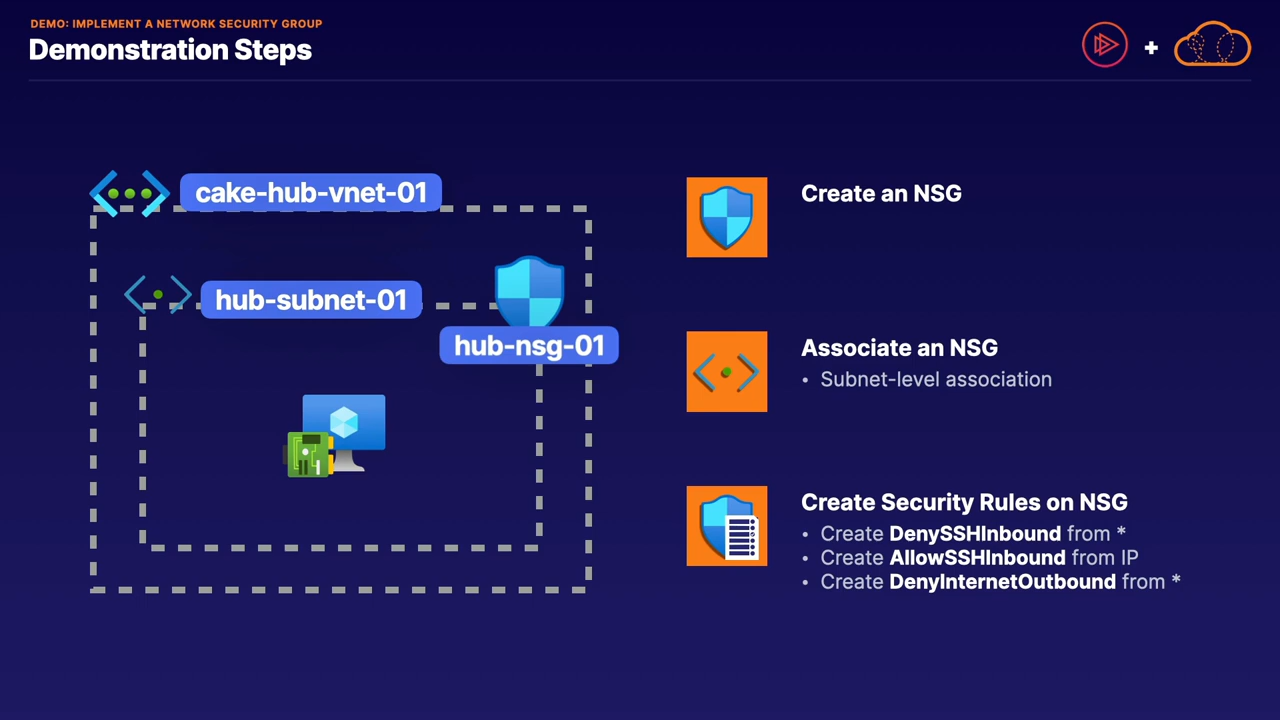 DEMO: IMPLEMENT A NETWORK SECURITY GROUP
Demonstration Steps
+
cake-hub-vnet-01
hub-subnet-01
hub-nsg-01
Create an NSG
Associate an NSG
• Subnet-level association
Create Security Rules on NSG
• Create DenySSHInbound from *
• Create AllowSSHInbound from IP
• Create DenyInternetOutbound from *